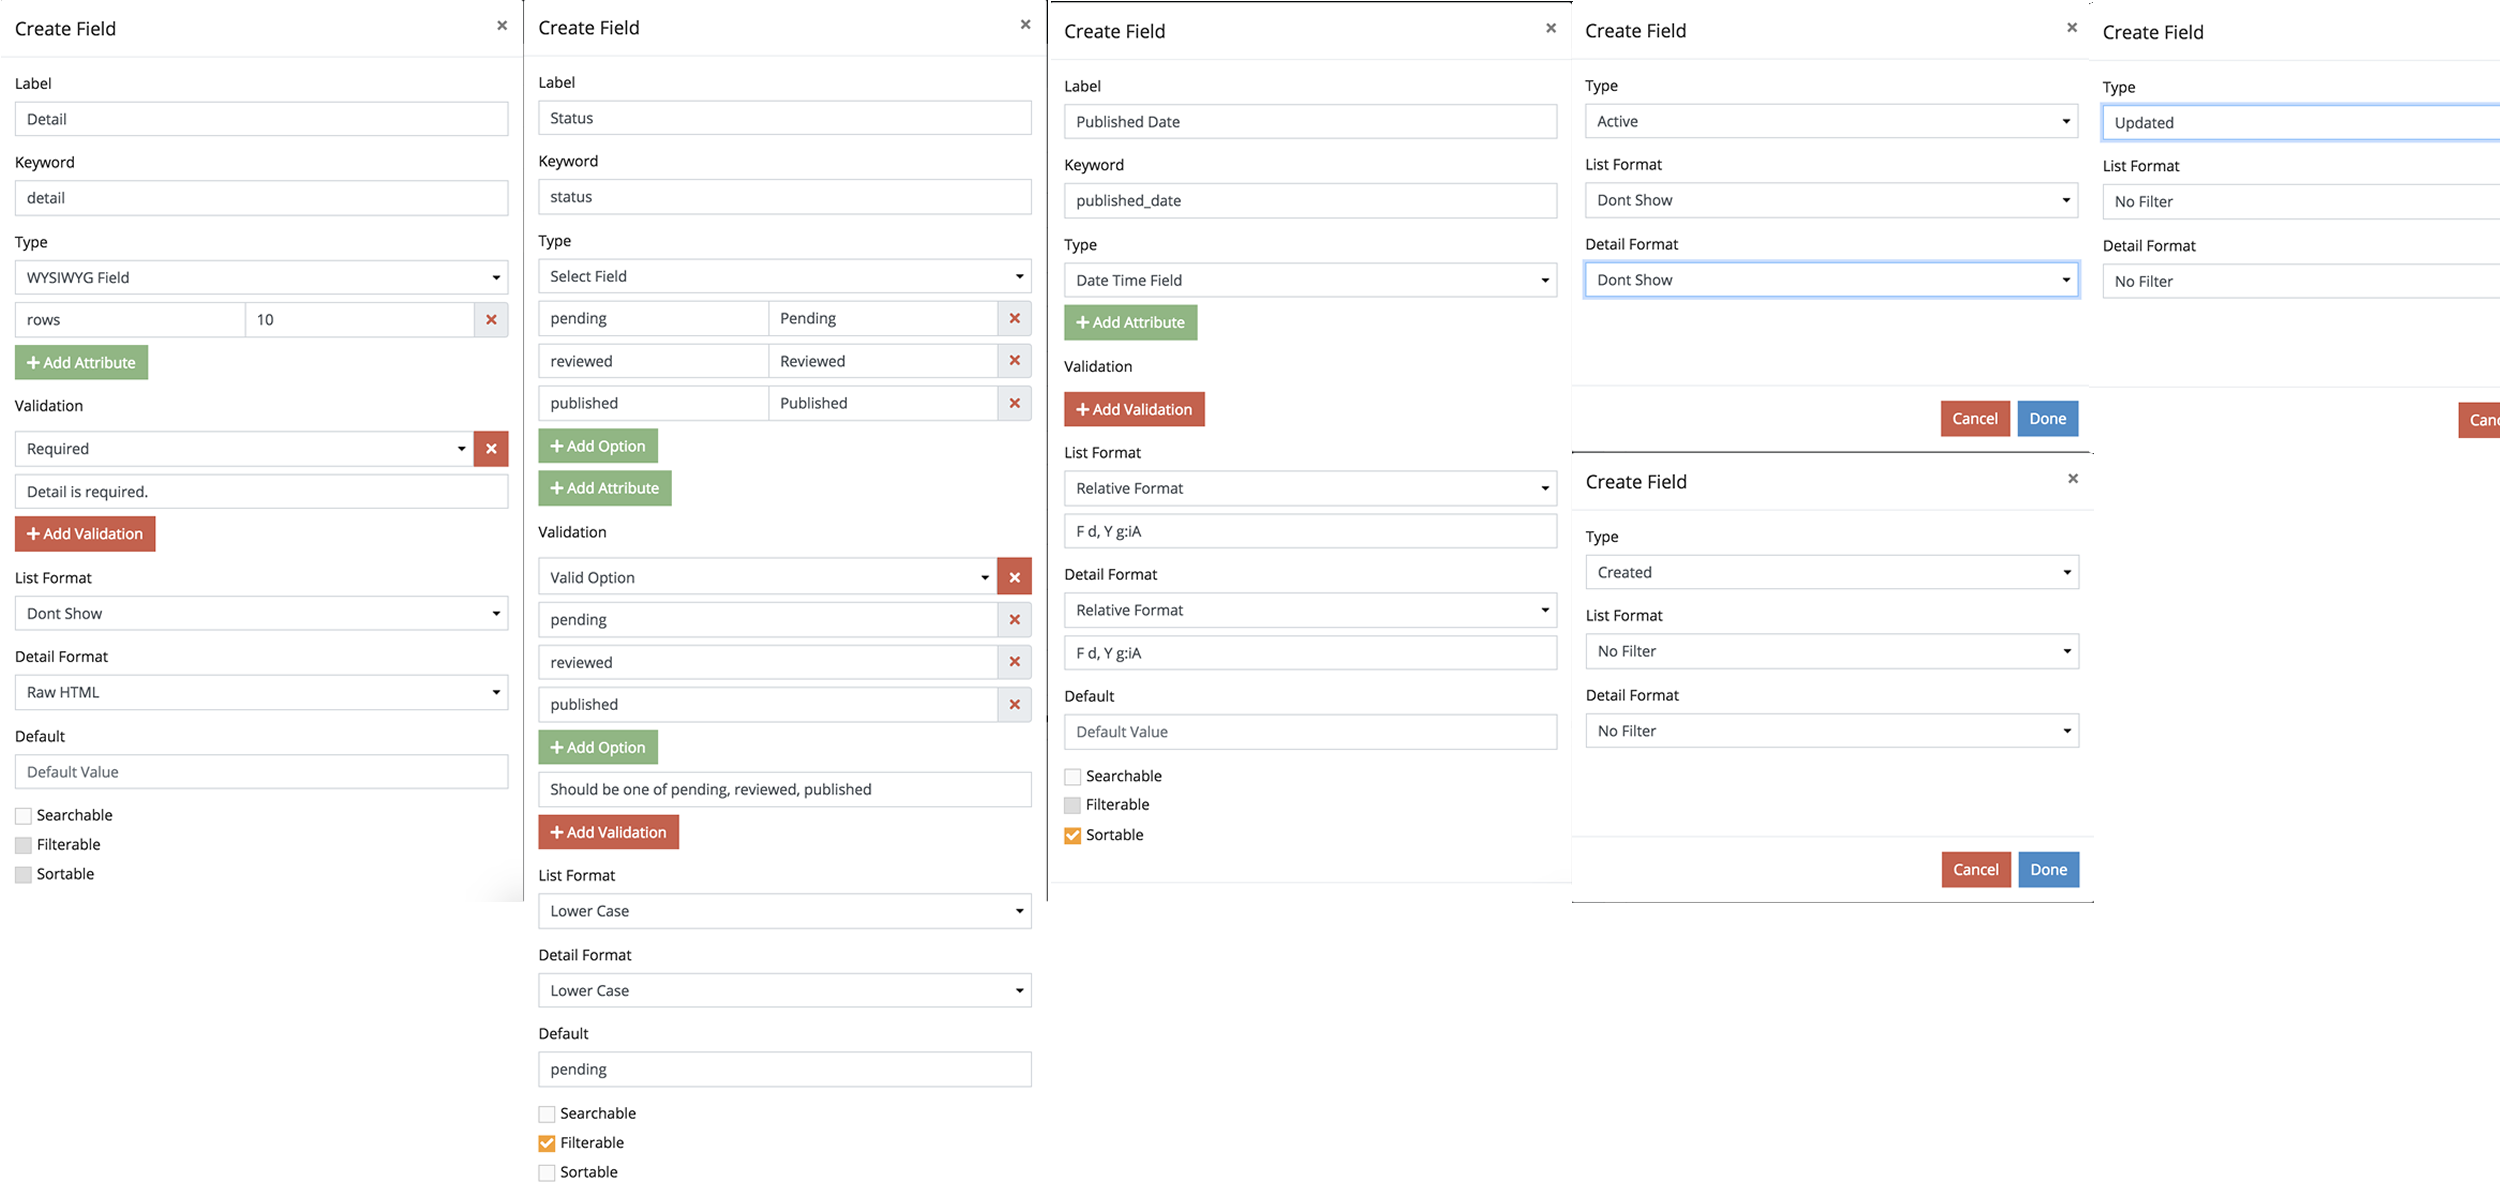 Create Field
×
Label
Detail
Keyword
detail
Type
WYSIWYG Field
rows 10
+ Add Attribute
Validation
Required
Detail is required.
+ Add Validation
List Format
Dont Show
Detail Format
Raw HTML
Default
Default Value
Searchable
Filterable
Sortable
Create Field
×
Label
Status
Keyword
status
Type
Select Field
pending Pending
reviewed Reviewed
published Published
+ Add Option
+ Add Attribute
Validation
Valid Option
pending
reviewed
published
+ Add Option
Should be one of pending, reviewed, published
+ Add Validation
List Format
Lower Case
Detail Format
Lower Case
Default
pending
Searchable
Filterable
Sortable
Create Field
×
Label
Published Date
Keyword
published_date
Type
Date Time Field
+ Add Attribute
Validation
+ Add Validation
List Format
Relative Format
F d, Y g:iA
Detail Format
Relative Format
F d, Y g:iA
Default
Default Value
Searchable
Filterable
Sortable
Create Field
×
Type
Active
List Format
Dont Show
Detail Format
Dont Show
Cancel Done
Create Field
×
Type
Created
List Format
No Filter
Detail Format
No Filter
Cancel Done
Create Field
Type
Updated
List Format
No Filter
Detail Format
No Filter